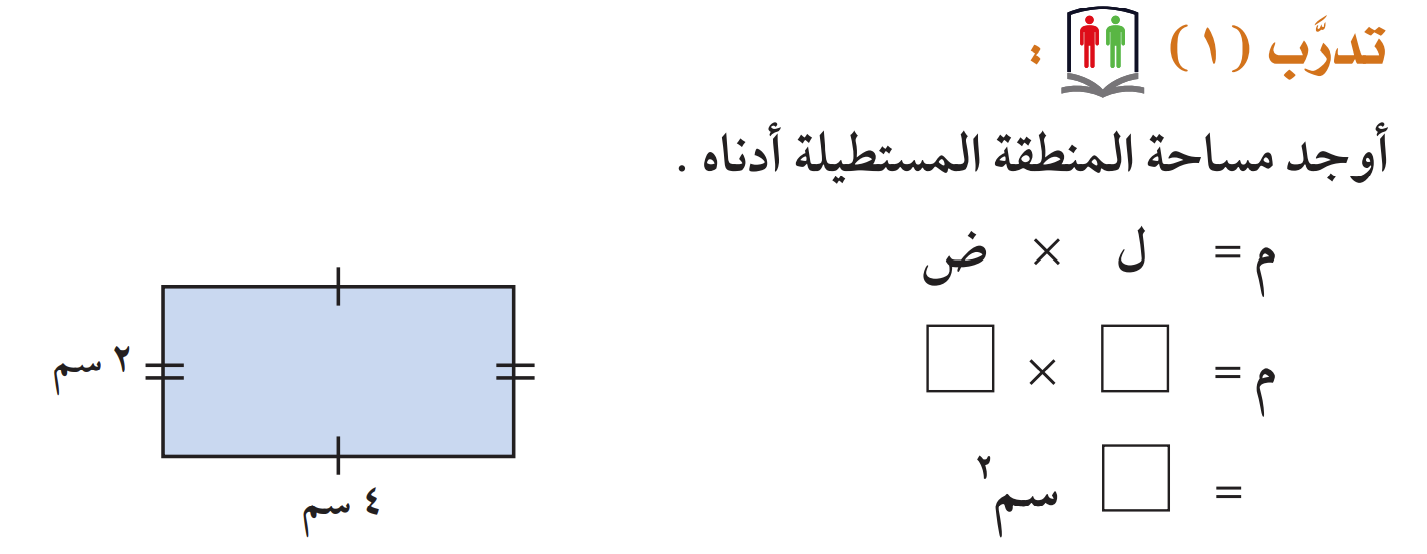 تدرَّب (١) :
أوجد مساحة المنطقة المستطيلة أدناه .
م = ل × ض
م = □ × □
= □ سم٢
٢ سم
٤ سم